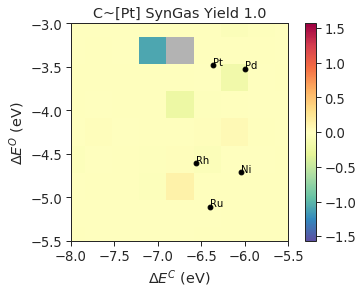 C~[Pt] SynGas Yield 1.0
−3.0
−3.5
−4.0
−4.5
−5.0
−5.5
ΔE^O (eV)
Pt
Pd
Rh
Ni
Ru
−8.0 −7.5 −7.0 −6.5 −6.0 −5.5
ΔE^C (eV)
1.5
1.0
0.5
0.0
−0.5
−1.0
−1.5